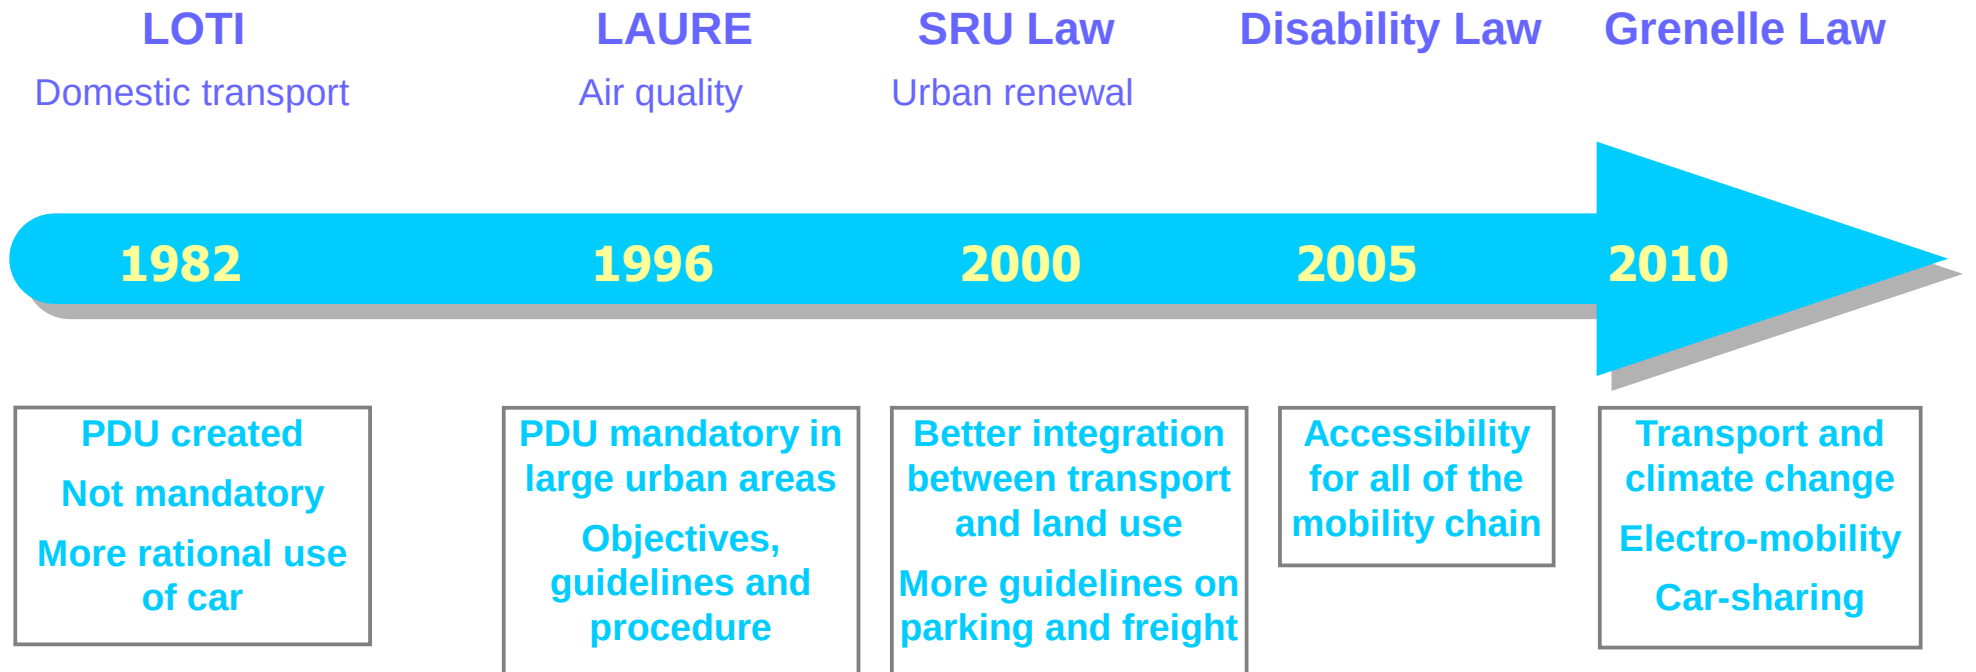 LOTI
LAURE
SRU Law
Disability Law
Grenelle Law
Domestic transport
Air quality
Urban renewal
1982
1996
2000
2005
2010
PDU created
Not mandatory
More rational use
of car
PDU mandatory in
large urban areas
Objectives,
guidelines and
procedure
Better integration
between transport
and land use
More guidelines on
parking and freight
Accessibility
for all of the
mobility chain
Transport and
climate change
Electro-mobility
Car-sharing